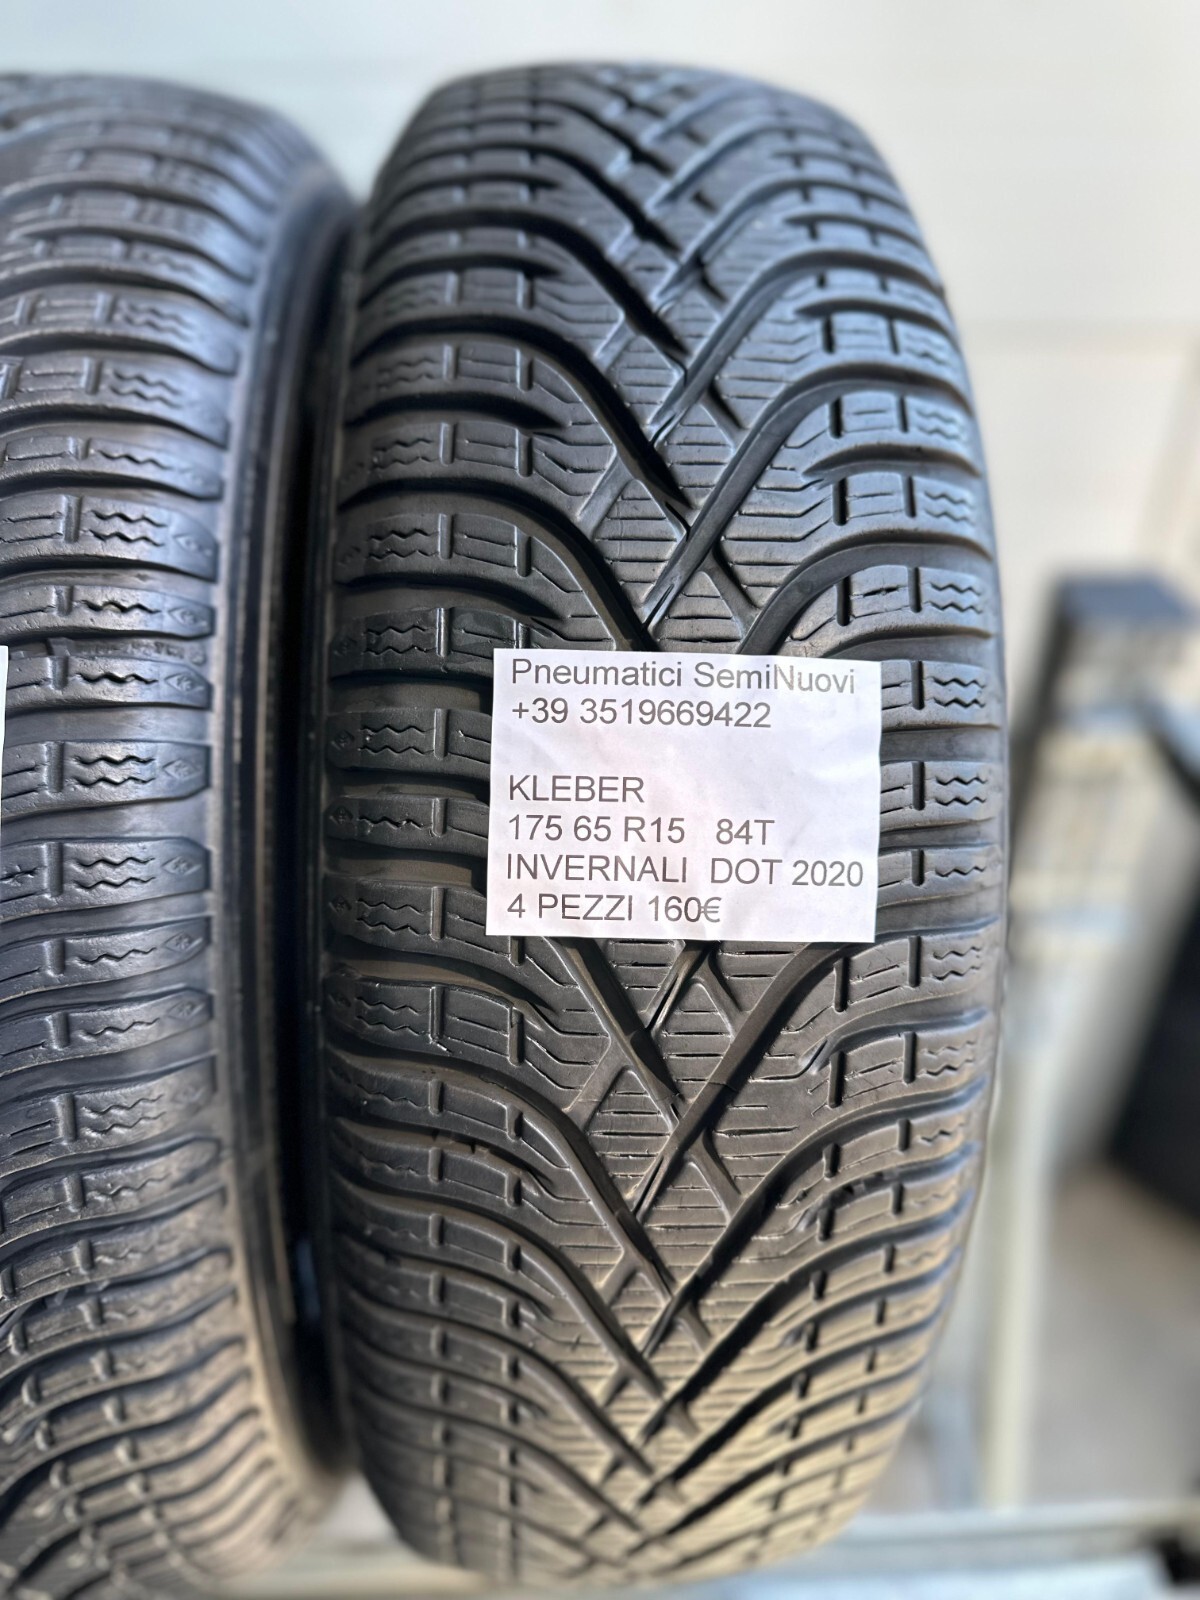 Pneumatici SemiNuovi
+39 3519669422
KLEBER
175 65 R15 84T
INVERNALI DOT 2020
4 PEZZI 160€